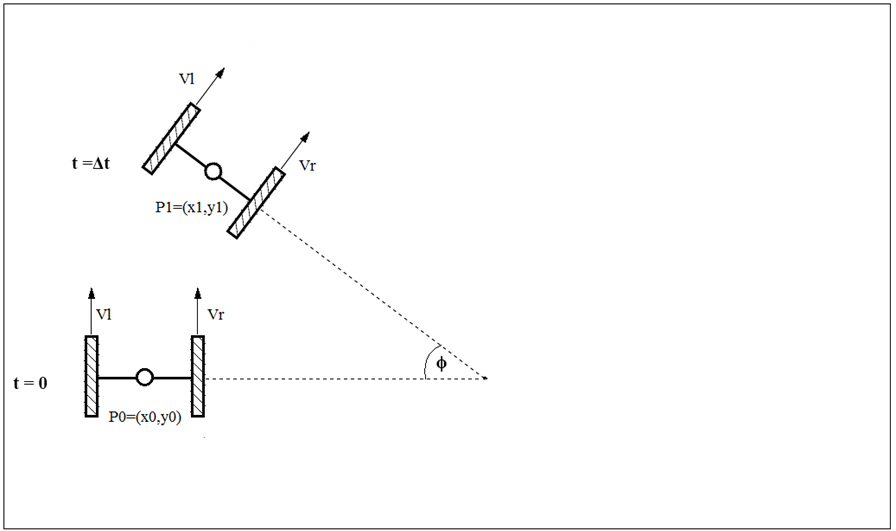 Vl
t =Δt
Vr
P1=(x1,y1)
Vl
Vr
ϕ
t = 0
P0=(x0,y0)